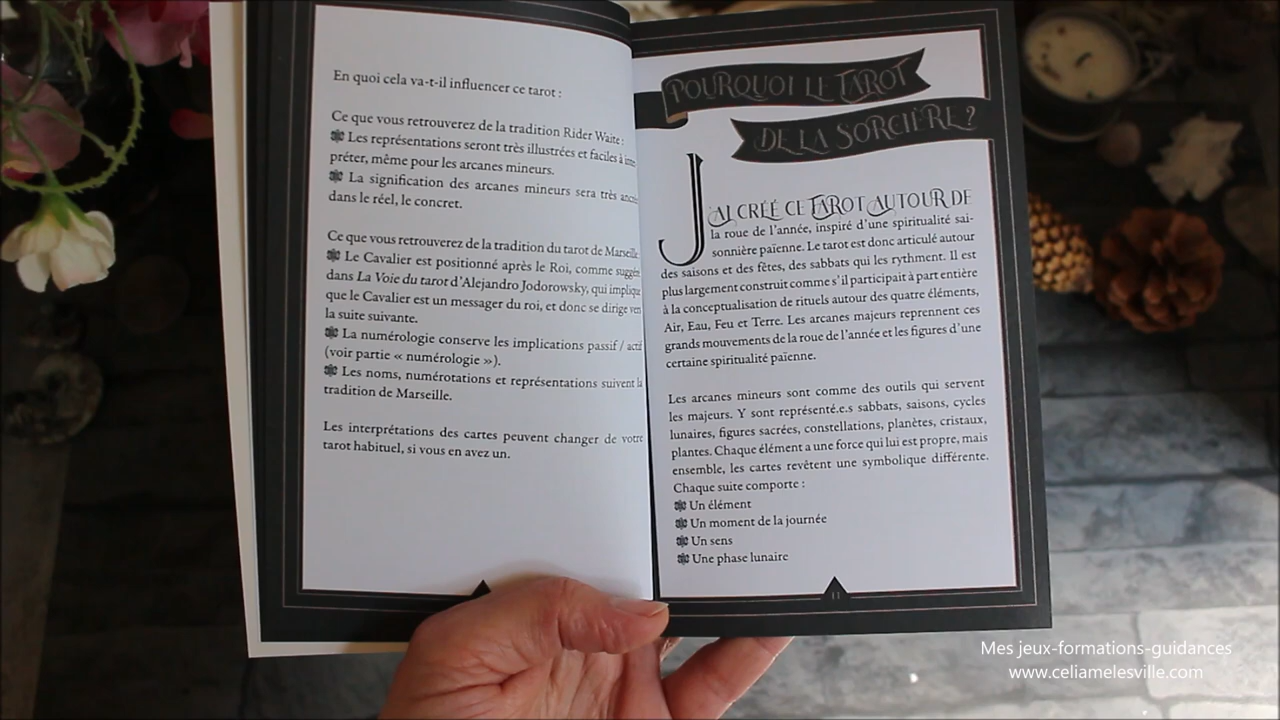 En quoi cela va-t-il influencer ce tarot :
Ce que vous retrouverez de la tradition Rider Waite :
Les représentations seront très illustrées et faciles à inter
préter, même pour les arcanes mineurs.
La signification des arcanes mineurs sera très
dans le réel, le concret.
Ce que vous retrouverez de la tradition du tarot de Marseille
Le Cavalier est positionné après le Roi, comme suggéré
dans La Voie du tarot d'Alejandro Jodorowsky, qui implique
que le Cavalier est un messager du roi, et donc se dirige vers
la suite suivante.
La numérologie conserve les implications passif / actif
(voir partie « numérologie »).
Les noms, numérotations et représentations suivent la
tradition de Marseille.
Les interprétations des cartes peuvent changer de votre
tarot habituel, si vous en avez un.
POURQUOI LE TAROT
DE LA SORCIÈRE ?
J'AI CRÉÉ CE TAROT AUTOUR DE
la roue de l'année, inspiré d'une spiritualité sai-
sonnière païenne. Le tarot est donc articulé autour
des saisons et des fêtes, des sabbats qui les rythment. Il est
plus largement construit comme s'il participait à part entière
à la conceptualisation de rituels autour des quatre éléments,
Air, Eau, Feu et Terre. Les arcanes majeurs reprennent ces
grands mouvements de la roue de l'année et les figures d'une
certaine spiritualité païenne.
Les arcanes mineurs sont comme des outils qui servent
les majeurs. Y sont représenté.e.s sabbats, saisons, cycles
lunaires, figures sacrées, constellations, planètes, cristaux,
plantes. Chaque élément a une force qui lui est propre, mais
ensemble, les cartes revêtent une symbolique différente.
Chaque suite comporte :
Un élément
Un moment de la journée
Un sens
Une phase lunaire
11
Mes jeux-formations-guidances
www.celiamelesville.com